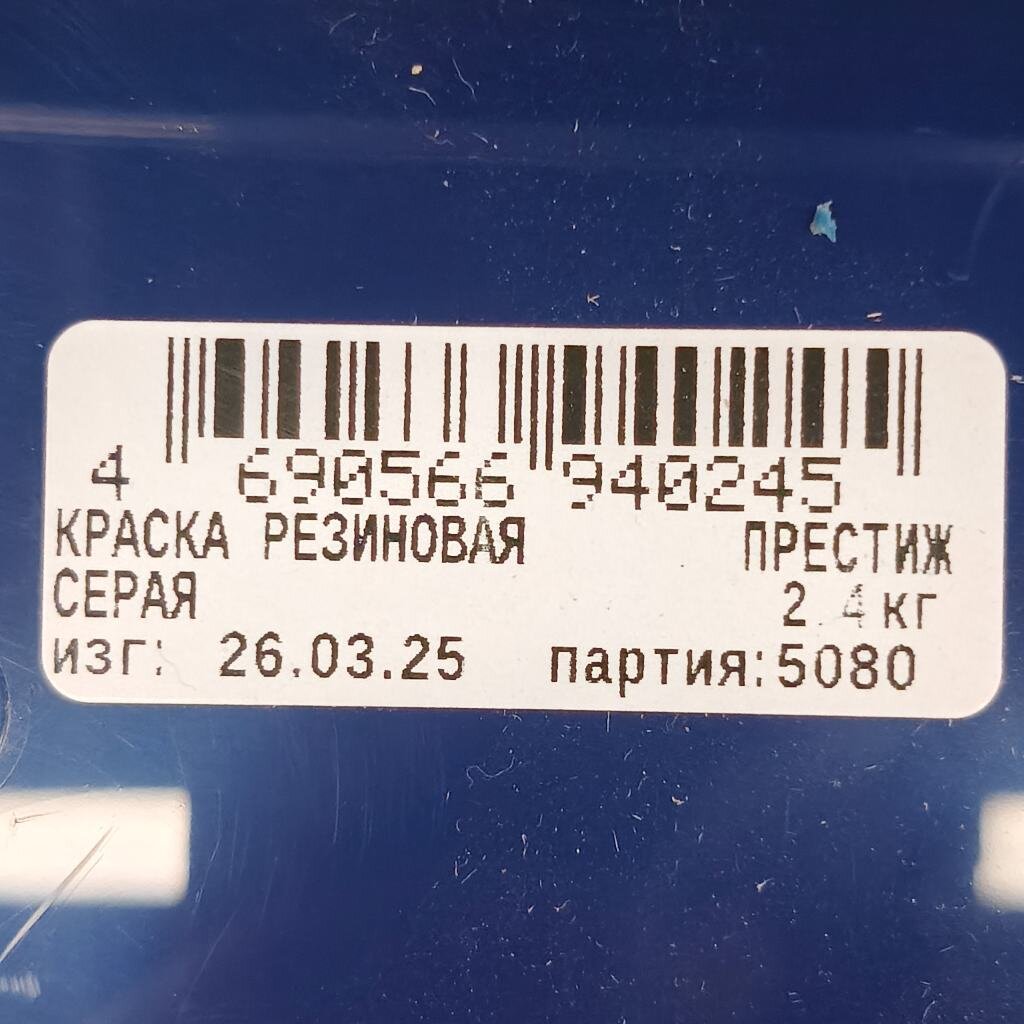 4 690566 940245
КРАСКА РЕЗИНОВАЯ ПРЕСТИЖ
СЕРАЯ 2.4кг
изг: 26.03.25 партия:5080